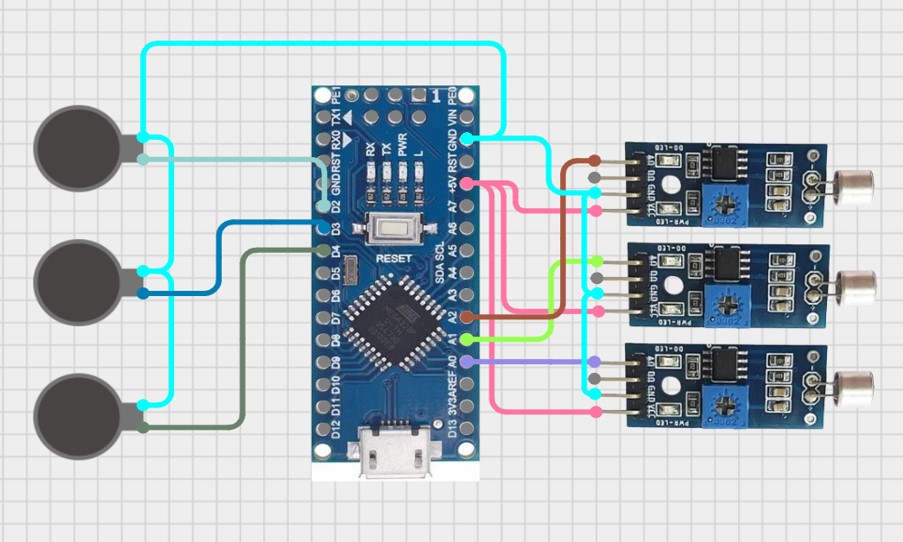 1
TX1 PE1
RX0
RST
GND
D2
D3
D4
D5
D6
D7
D8
D9
D10
D11
D12
RX
TX
PWR
L
RESET
SDA SCL
PE0
VIN
GND
RST
+5V
A7
A6
A5
A4
A3
A2
A1
A0
AREF
3V3
D13
DO-LED
AO
DO
GND
VCC
PWR-LED
DO-LED
AO
DO
GND
VCC
PWR-LED
DO-LED
AO
DO
GND
VCC
PWR-LED